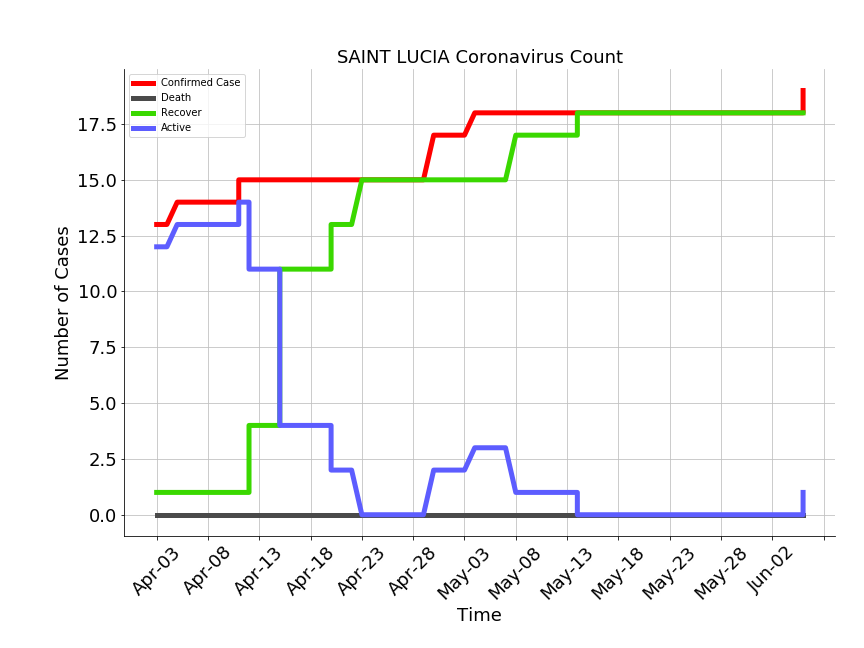 SAINT LUCIA Coronavirus Count
Confirmed Case
Death
Recover
Active
17.5
15.0
12.5
10.0
7.5
5.0
2.5
0.0
Number of Cases
Apr-03
Apr-08
Apr-13
Apr-18
Apr-23
Apr-28
May-03
May-08
May-13
May-18
May-23
May-28
Jun-02
Time